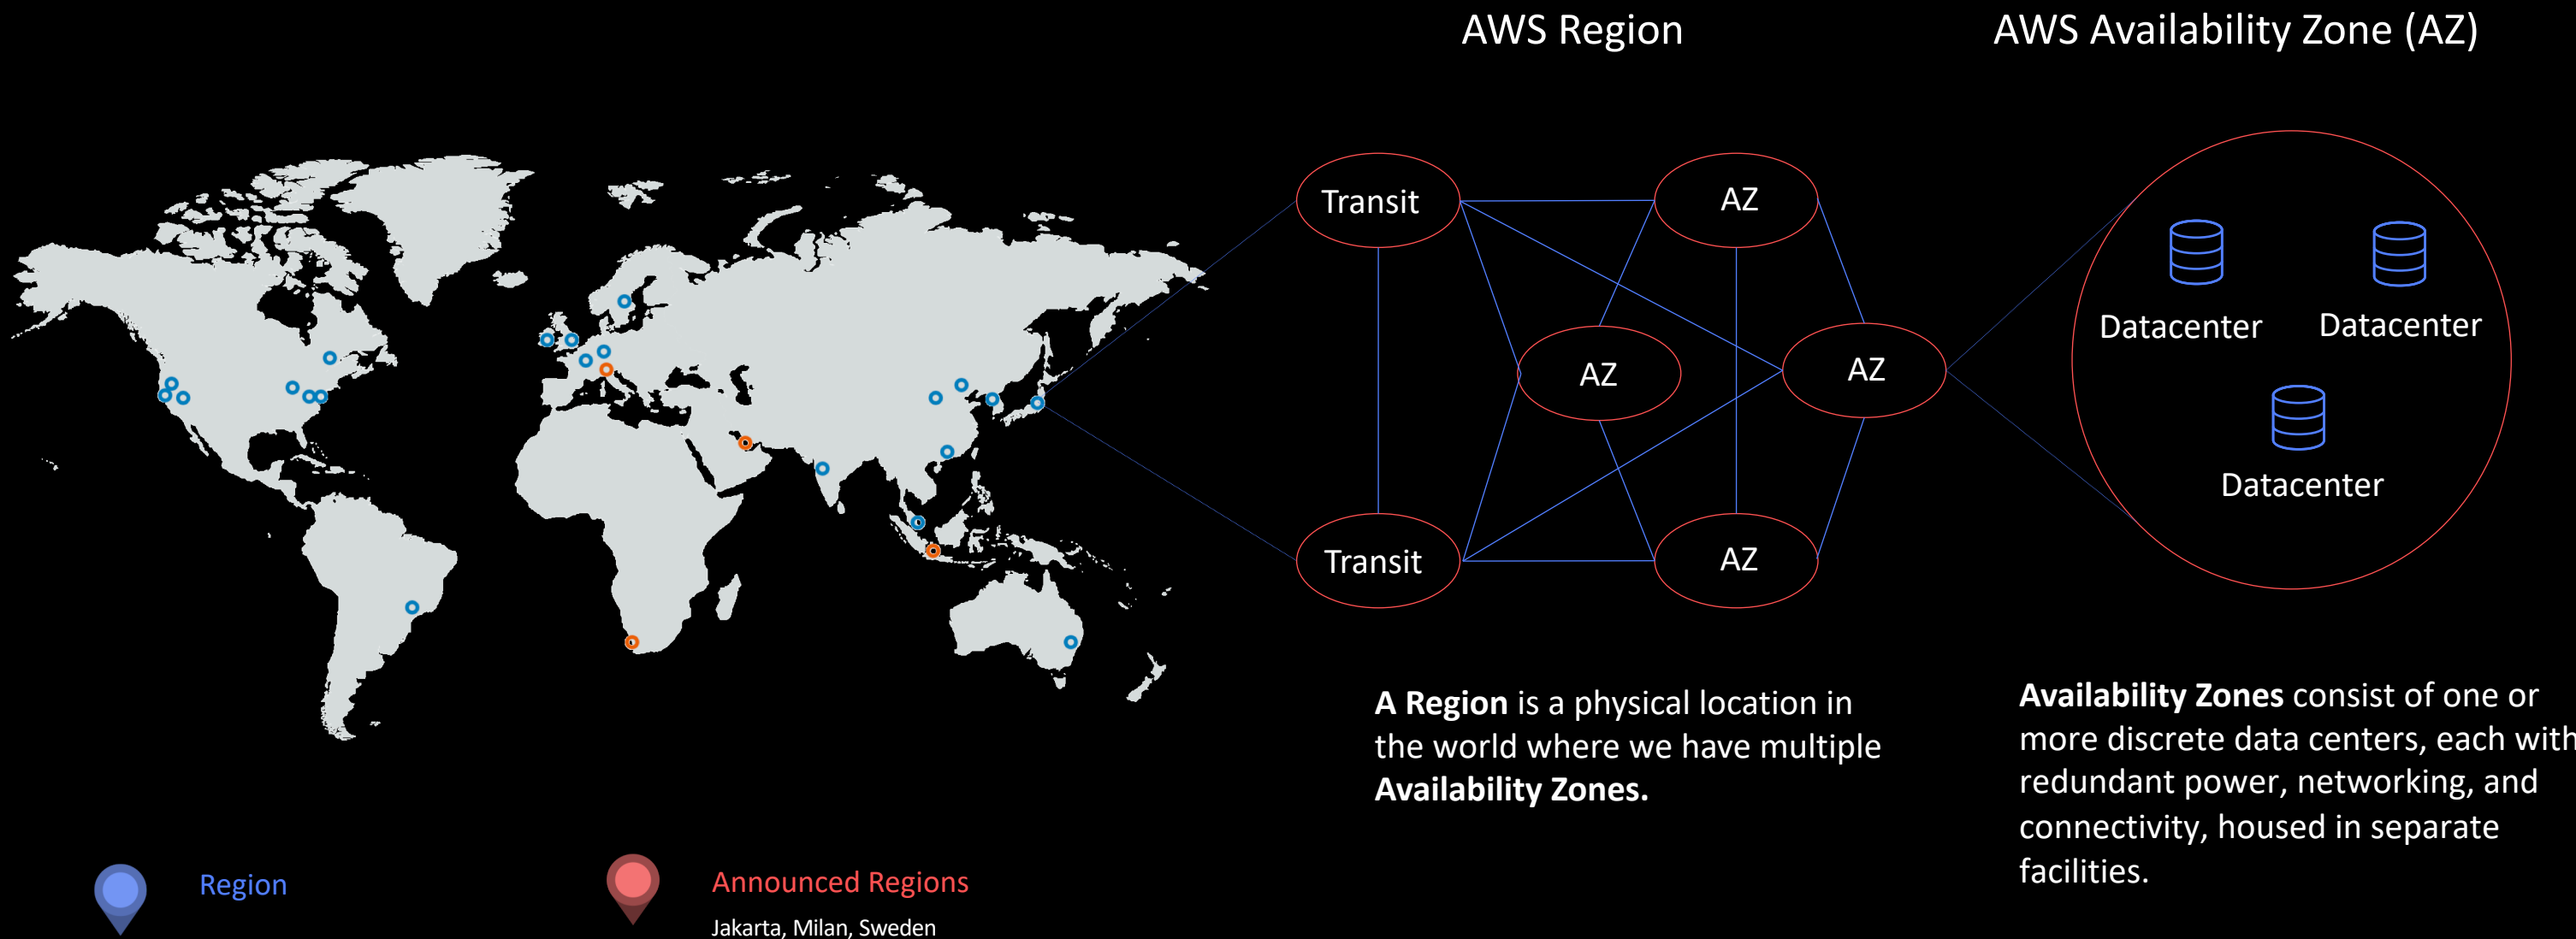 AWS Region
AWS Availability Zone (AZ)
Transit
AZ
AZ
AZ
Transit
AZ
Datacenter
Datacenter
Datacenter
A Region is a physical location in
the world where we have multiple
Availability Zones.
Availability Zones consist of one or
more discrete data centers, each with
redundant power, networking, and
connectivity, housed in separate
facilities.
Region
Announced Regions
Jakarta, Milan, Sweden